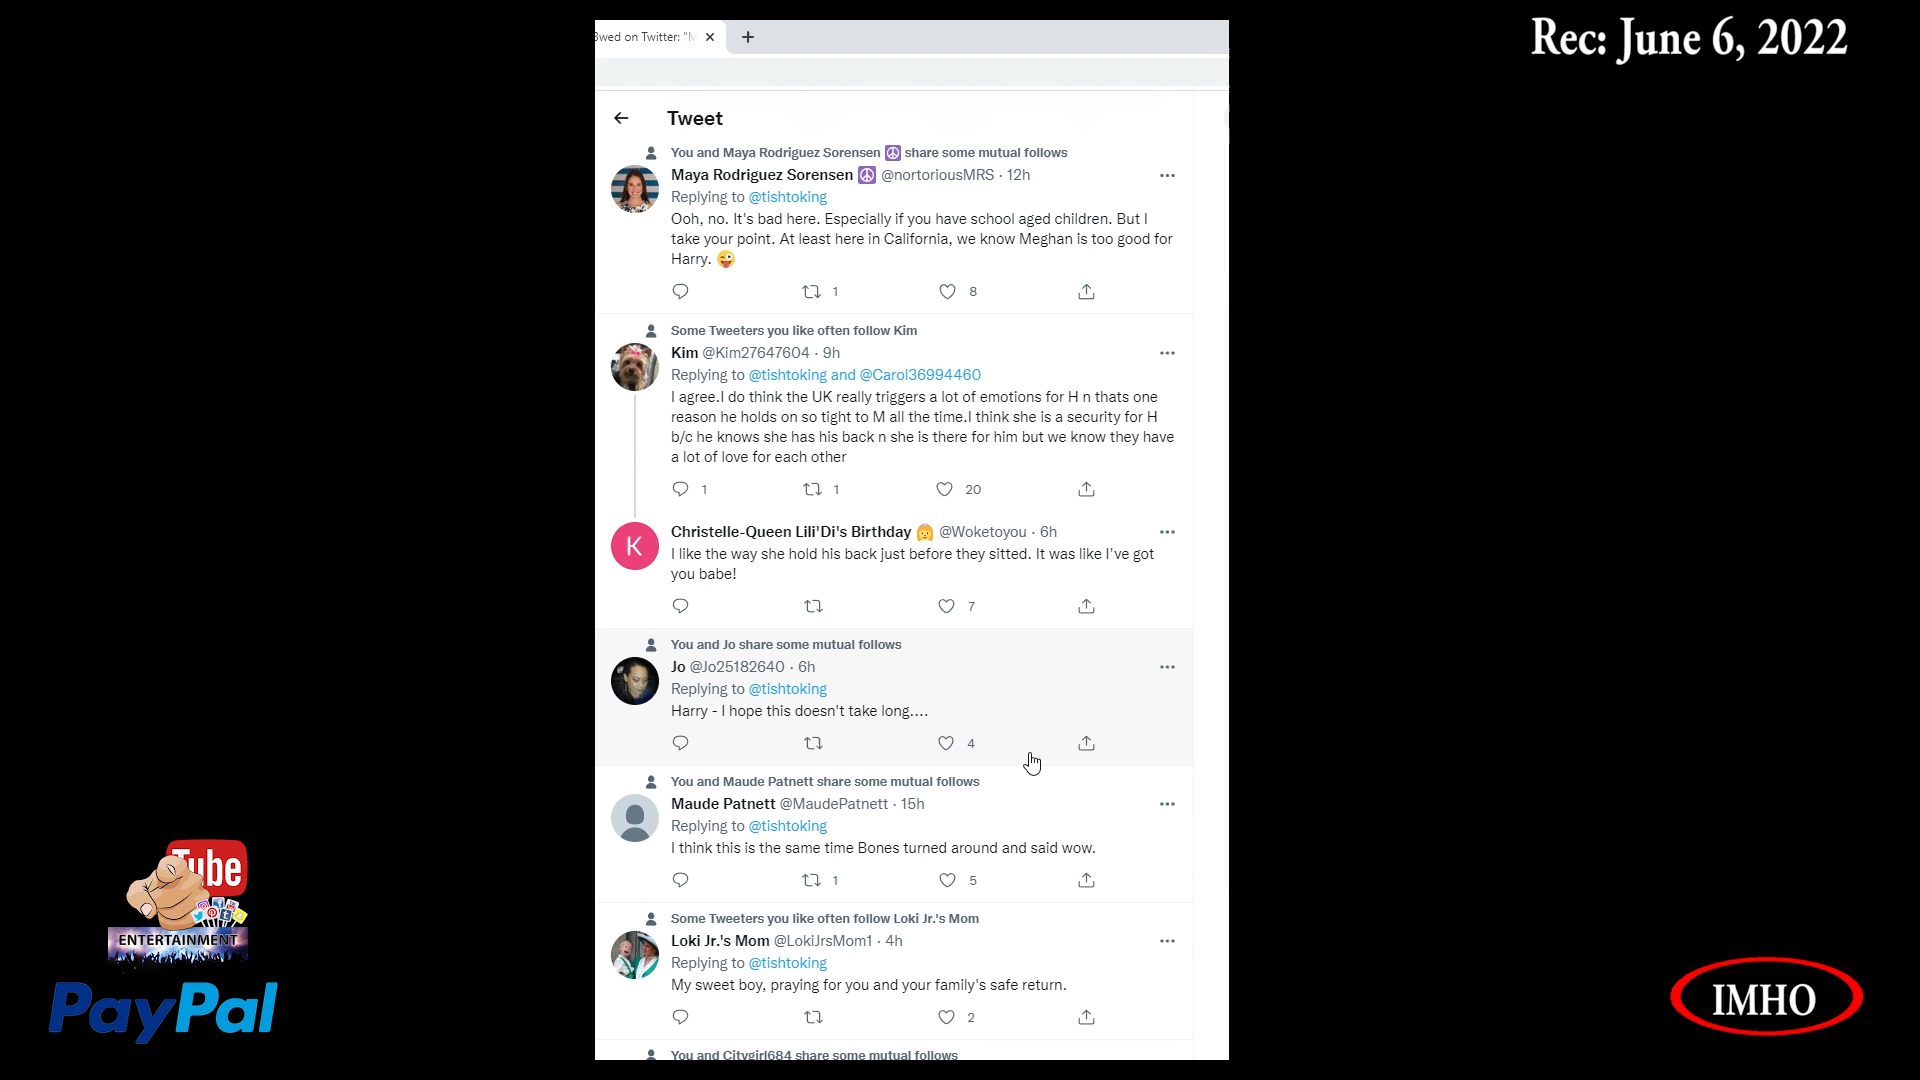 Rec: June 6, 2022
Bwed on Twitter: "M
Tweet
You and Maya Rodriguez Sorensen ☮ share some mutual follows
Maya Rodriguez Sorensen ☮ @nortoriousMRS · 12h
Replying to @tishtoking
Ooh, no. It's bad here. Especially if you have school aged children. But I
take your point. At least here in California, we know Meghan is too good for
Harry. 😜
1 8
Some Tweeters you like often follow Kim
Kim @Kim27647604 · 9h
Replying to @tishtoking and @Carol36994460
I agree.I do think the UK really triggers a lot of emotions for H n thats one
reason he holds on so tight to M all the time.I think she is a security for H
b/c he knows she has his back n she is there for him but we know they have
a lot of love for each other
1 1 20
K
Christelle-Queen Lili'Di's Birthday 👸 @Woketoyou · 6h
I like the way she hold his back just before they sitted. It was like I've got
you babe!
7
You and Jo share some mutual follows
Jo @Jo25182640 · 6h
Replying to @tishtoking
Harry - I hope this doesn't take long....
4
You and Maude Patnett share some mutual follows
Maude Patnett @MaudePatnett · 15h
Replying to @tishtoking
I think this is the same time Bones turned around and said wow.
1 5
Some Tweeters you like often follow Loki Jr.'s Mom
Loki Jr.'s Mom @LokiJrsMom1 · 4h
Replying to @tishtoking
My sweet boy, praying for you and your family's safe return.
2
You and Citygirl684 share some mutual follows
Tube
ENTERTAINMENT
PayPal
IMHO